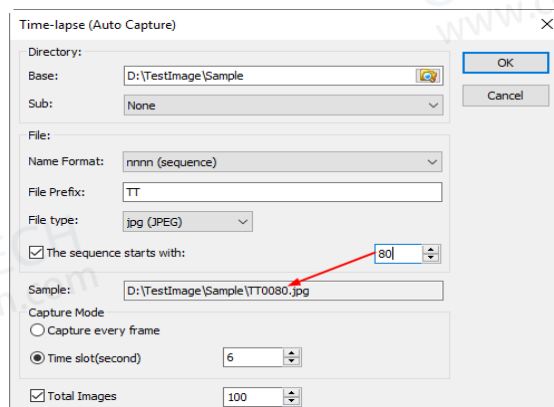 Time-lapse (Auto Capture)
Directory:
Base: D:\TestImage\Sample
OK
Sub: None
Cancel
File:
Name Format: nnnn (sequence)
File Prefix: TT
File type: jpg (JPEG)
The sequence starts with: 80
Sample: D:\TestImage\Sample\TT0080.jpg
Capture Mode
Capture every frame
Time slot(second) 6
Total Images 100